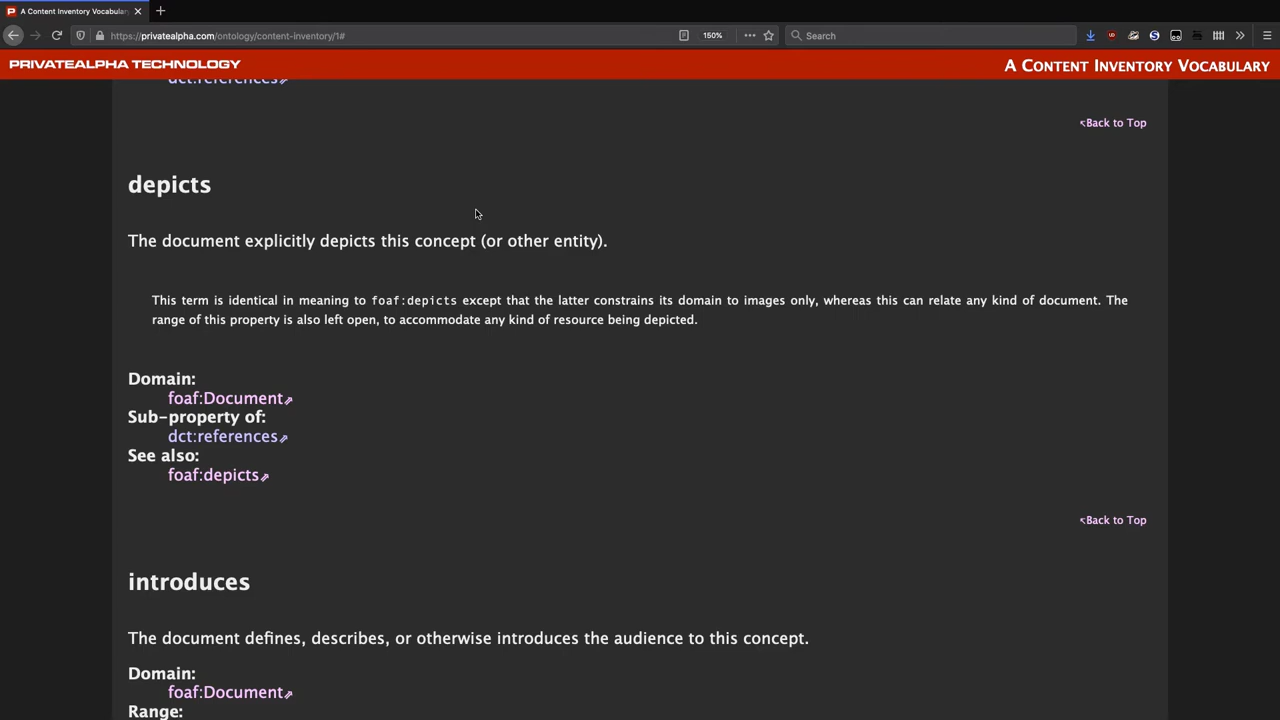 A Content Inventory Vocabular
https://privatealpha.com/ontology/content-inventory/1#
150%
Search
PRIVATEALPHA TECHNOLOGY
A CONTENT INVENTORY VOCABULARY
dct:references
Back to Top
depicts
The document explicitly depicts this concept (or other entity).
This term is identical in meaning to foaf:depicts except that the latter constrains its domain to images only, whereas this can relate any kind of document. The
range of this property is also left open, to accommodate any kind of resource being depicted.
Domain:
foaf:Document
Sub-property of:
dct:references
See also:
foaf:depicts
Back to Top
introduces
The document defines, describes, or otherwise introduces the audience to this concept.
Domain:
foaf:Document
Range: